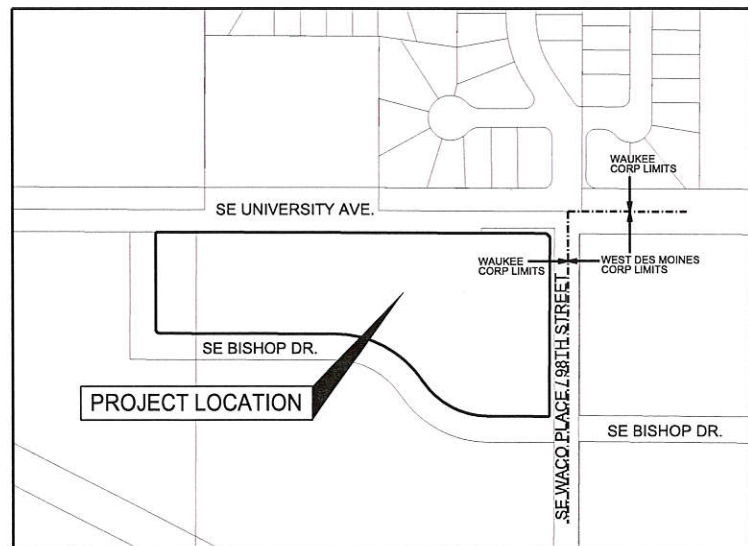 WAUKEE
CORP LIMITS
SE UNIVERSITY AVE.
WAUKEE
CORP LIMITS
WEST DES MOINES
CORP LIMITS
SE BISHOP DR.
PROJECT LOCATION
SE WACO PLACE / 98TH STREET
SE BISHOP DR.